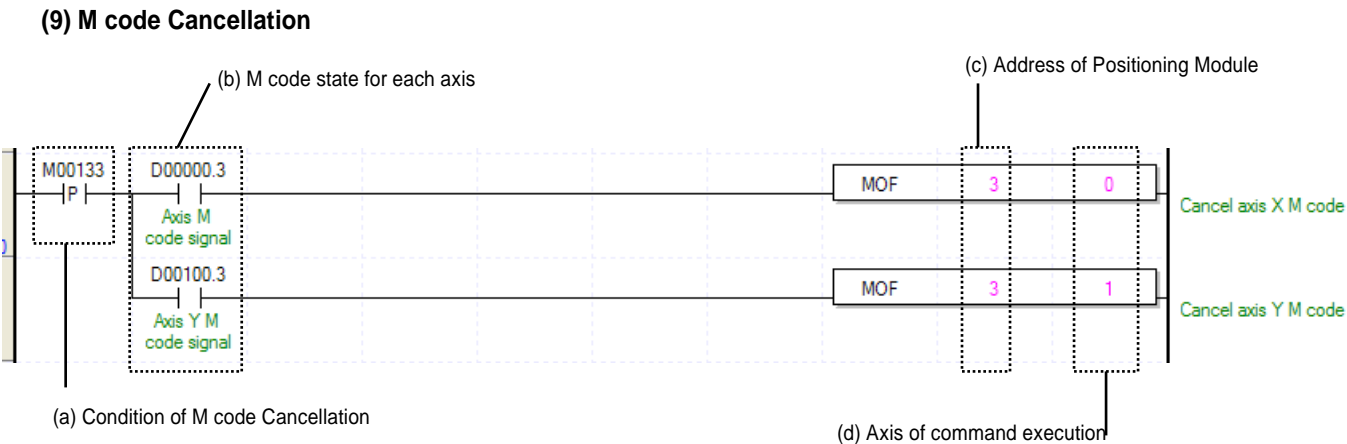 (9) M code Cancellation
(b) M code state for each axis
(c) Address of Positioning Module
M00133
D00000.3
P
MOF 3 0
Axis M
code signal
Cancel axis X M code
D00100.3
MOF 3 1
Axis Y M
code signal
Cancel axis Y M code
(a) Condition of M code Cancellation
(d) Axis of command execution